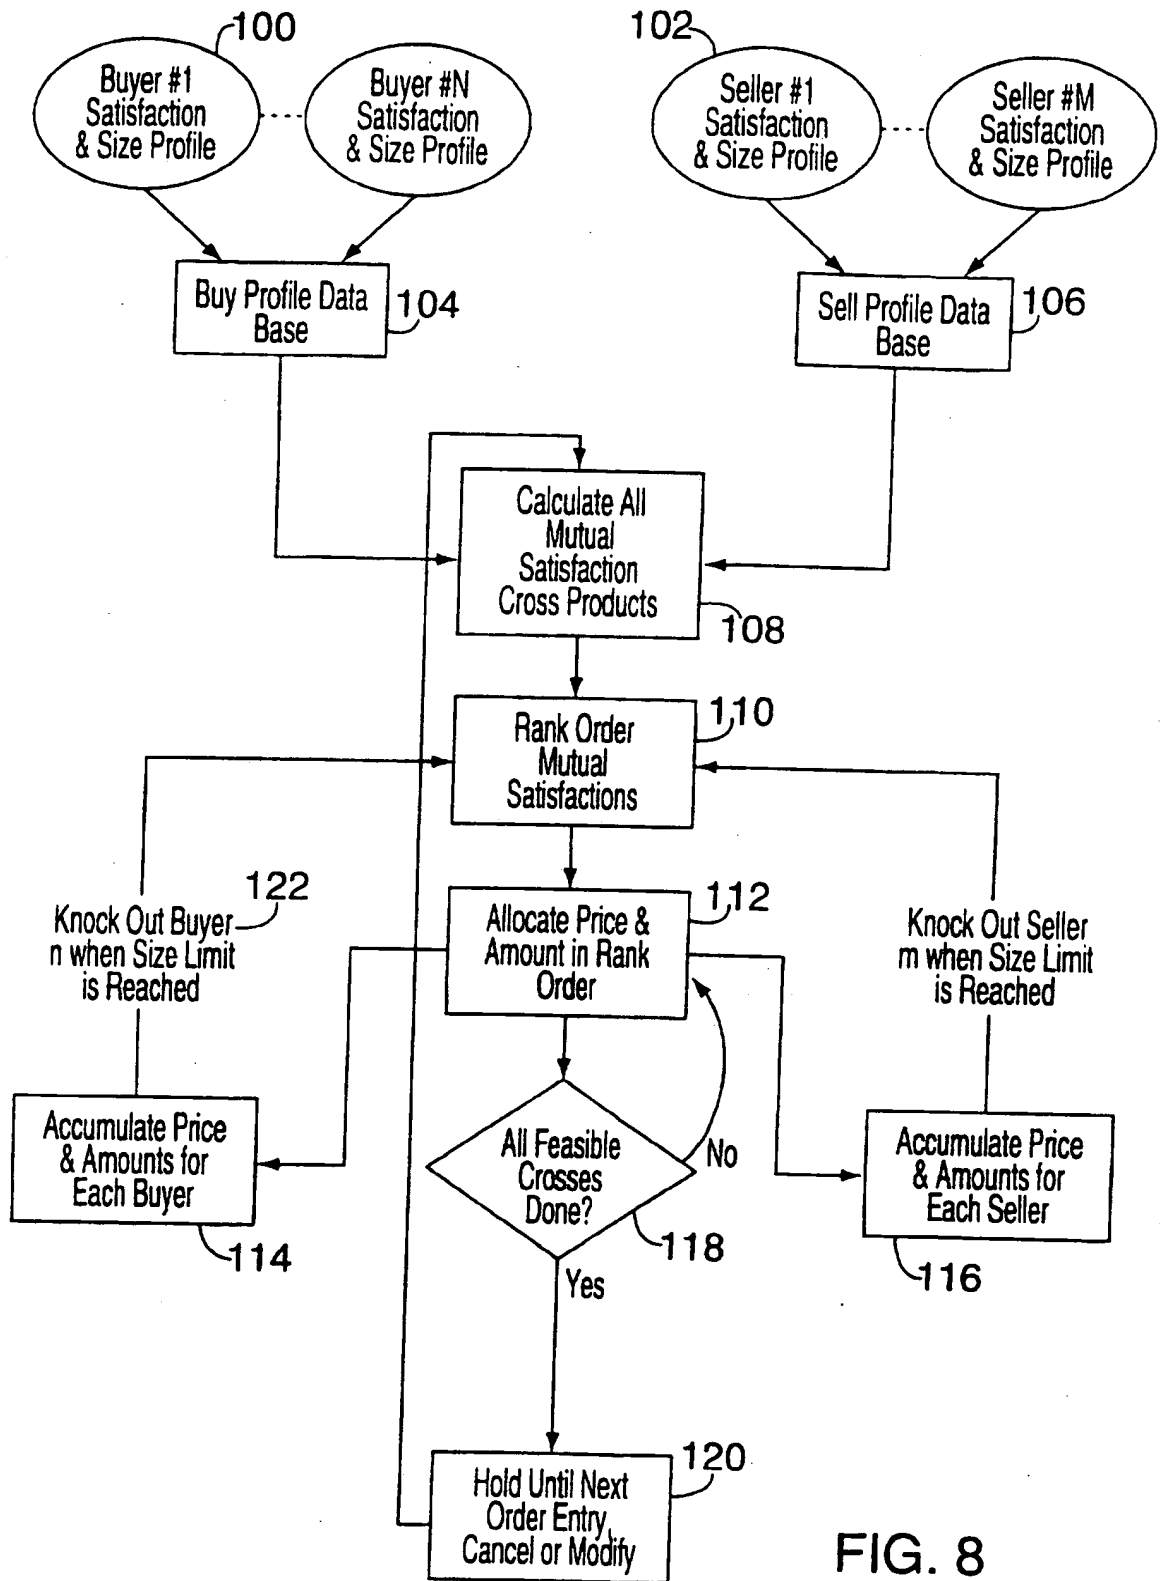 100
Buyer #1
Satisfaction
& Size Profile
Buyer #N
Satisfaction
& Size Profile
102
Seller #1
Satisfaction
& Size Profile
Seller #M
Satisfaction
& Size Profile
Buy Profile Data
Base
104
Sell Profile Data
Base
106
Calculate All
Mutual
Satisfaction
Cross Products
108
Rank Order
Mutual
Satisfactions
110
Knock Out Buyer
n when Size Limit
is Reached
122
Allocate Price &
Amount in Rank
Order
112
Knock Out Seller
m when Size Limit
is Reached
Accumulate Price
& Amounts for
Each Buyer
114
All Feasible
Crosses
Done?
No
118
Yes
Accumulate Price
& Amounts for
Each Seller
116
Hold Until Next
Order Entry,
Cancel or Modify
120
FIG. 8